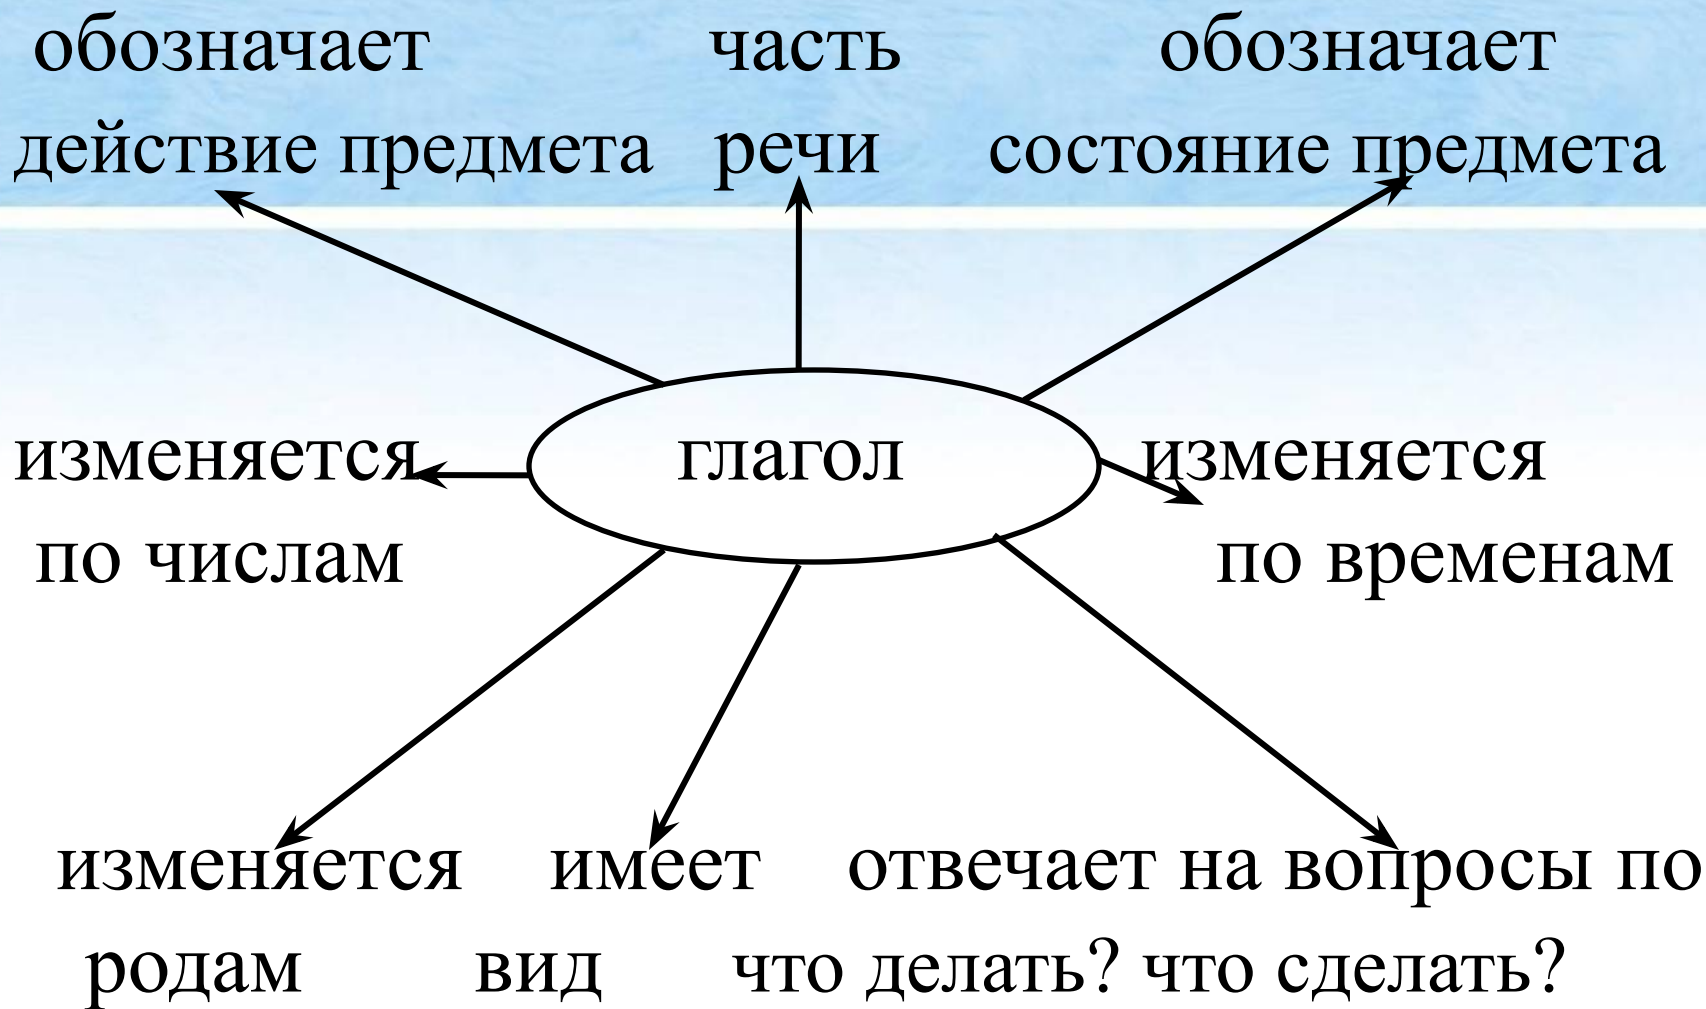 обозначает часть обозначает
действие предмета речи состояние предмета
изменяется глагол изменяется
по числам по временам
изменяется имеет отвечает на вопросы по
родам вид что делать? что сделать?